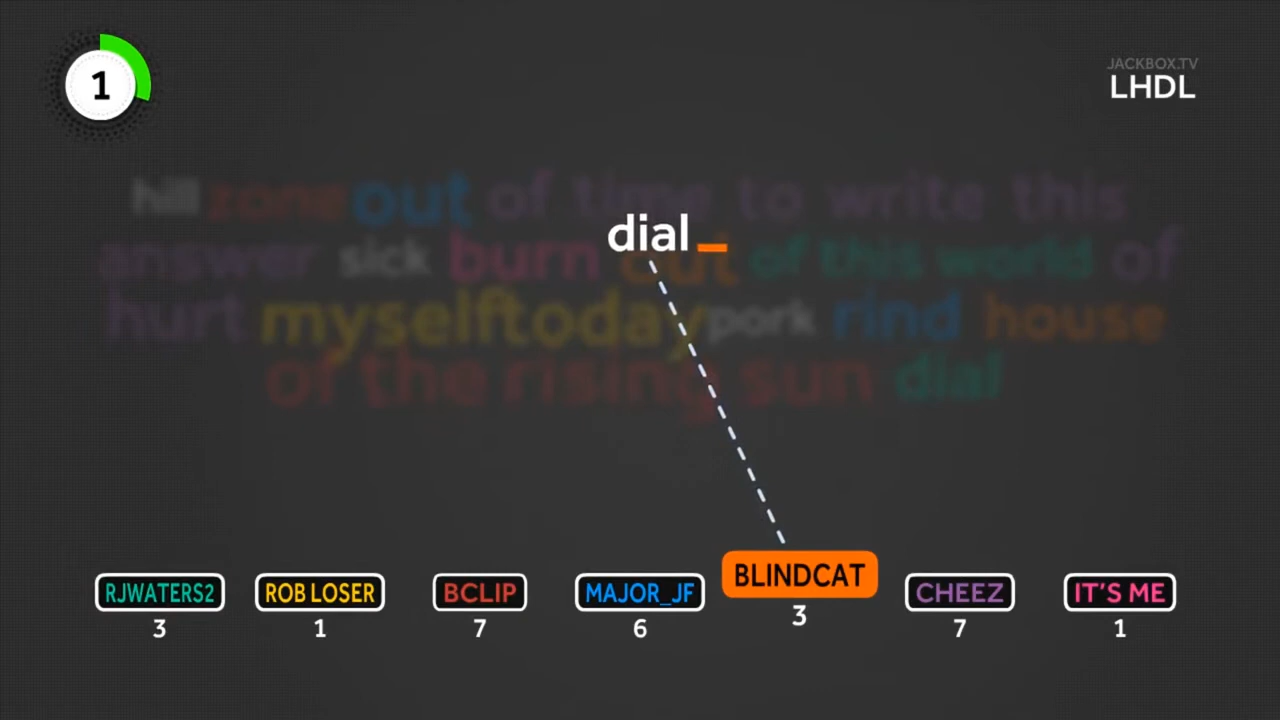 1
JACKBOX.TV
LHDL
hill zone out of time to write this
dial _
answer sick burn out of this world of
hurt myselftoday pork rind house
of the rising sun dial
RJWATERS2 ROB LOSER BCLIP MAJOR_JF BLINDCAT CHEEZ IT'S ME
3 1 7 6 3 7 1